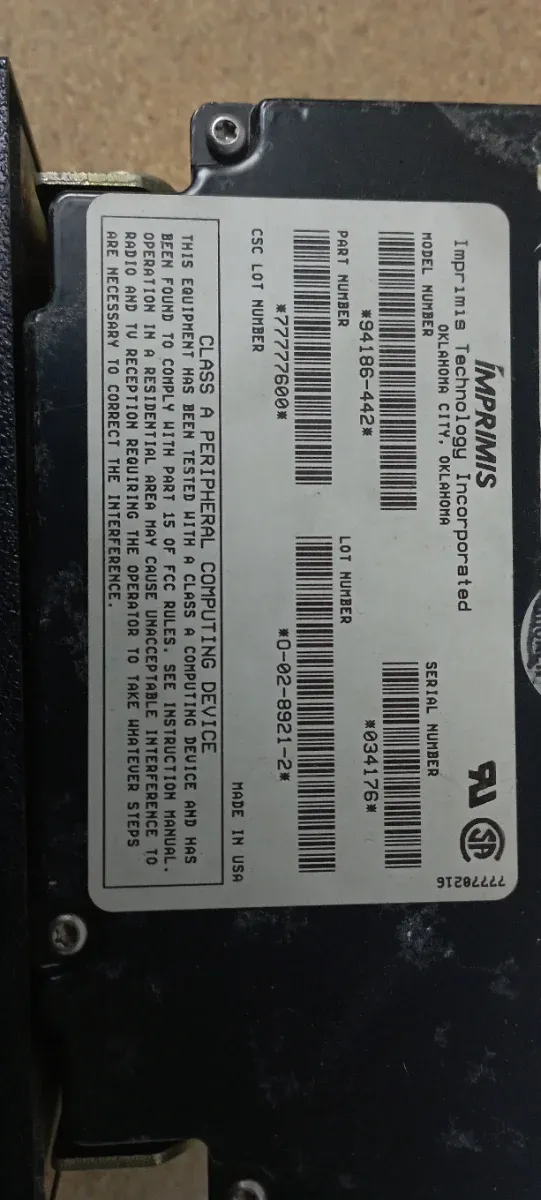 IMPRIMIS
Imprimis Technology Incorporated
OKLAHOMA CITY, OKLAHOMA
MODEL NUMBER
*94186-442*
SERIAL NUMBER
*034176*
PART NUMBER
*77777600*
LOT NUMBER
*0-02-8921-2*
CSC LOT NUMBER
MADE IN USA
CLASS A PERIPHERAL COMPUTING DEVICE
THIS EQUIPMENT HAS BEEN TESTED WITH A CLASS A COMPUTING DEVICE AND HAS
BEEN FOUND TO COMPLY WITH PART 15 OF FCC RULES. SEE INSTRUCTION MANUAL.
OPERATION IN A RESIDENTIAL AREA MAY CAUSE UNACCEPTABLE INTERFERENCE TO
RADIO AND TV RECEPTION REQUIRING THE OPERATOR TO TAKE WHATEVER STEPS
ARE NECESSARY TO CORRECT THE INTERFERENCE.
77770216